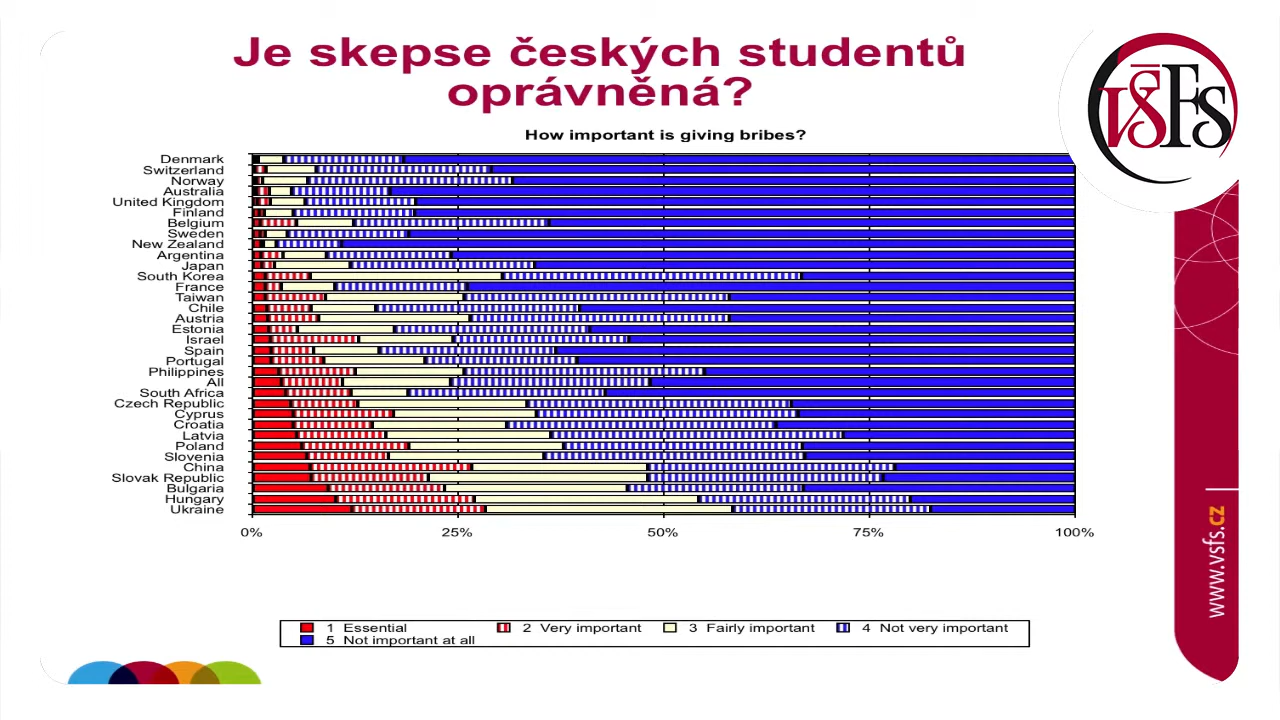 Je skepse českých studentů
oprávněná?
VŠFS
How important is giving bribes?
Denmark
Switzerland
Norway
Australia
United Kingdom
Finland
Belgium
Sweden
New Zealand
Argentina
Japan
South Korea
France
Taiwan
Chile
Austria
Estonia
Israel
Spain
Portugal
Philippines
All
South Africa
Czech Republic
Cyprus
Croatia
Latvia
Poland
Slovenia
China
Slovak Republic
Bulgaria
Hungary
Ukraine
0% 25% 50% 75% 100%
1 Essential 2 Very important 3 Fairly important 4 Not very important
5 Not important at all
www.vsfs.cz